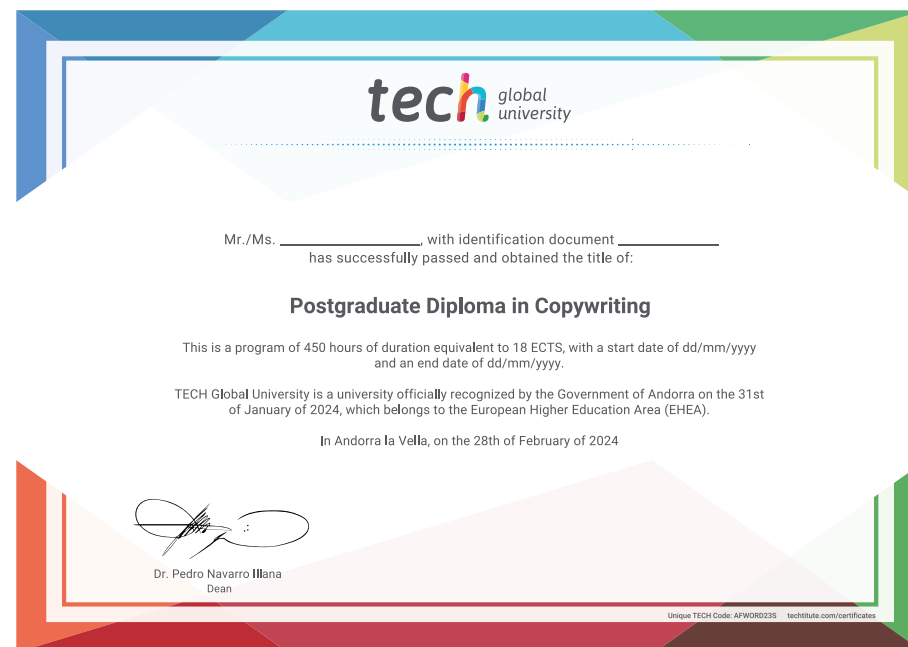 tech global
university
Mr./Ms. ____________________, with identification document ______________
has successfully passed and obtained the title of:
Postgraduate Diploma in Copywriting
This is a program of 450 hours of duration equivalent to 18 ECTS, with a start date of dd/mm/yyyy
and an end date of dd/mm/yyyy.
TECH Global University is a university officially recognized by the Government of Andorra on the 31st
of January of 2024, which belongs to the European Higher Education Area (EHEA).
In Andorra la Vella, on the 28th of February of 2024
Dr. Pedro Navarro Illana
Dean
Unique TECH Code: AFWORD23S techtitute.com/certificates